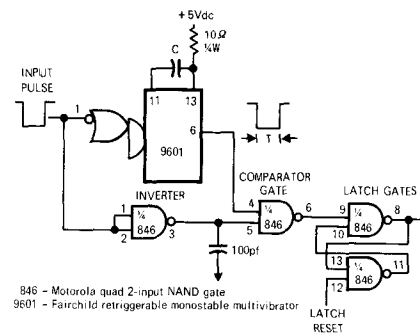 +5Vdc
10Ω
¼W
C
INPUT
PULSE
11
13
1
6
T
9601
COMPARATOR
GATE
INVERTER
LATCH GATES
4
5
¼
846
6
9
10
¼
846
8
1
2
¼
846
3
13
12
¼
846
11
100pf
LATCH
RESET
846 - Motorola quad 2-input NAND gate
9601 - Fairchild retriggerable monostable multivibrator